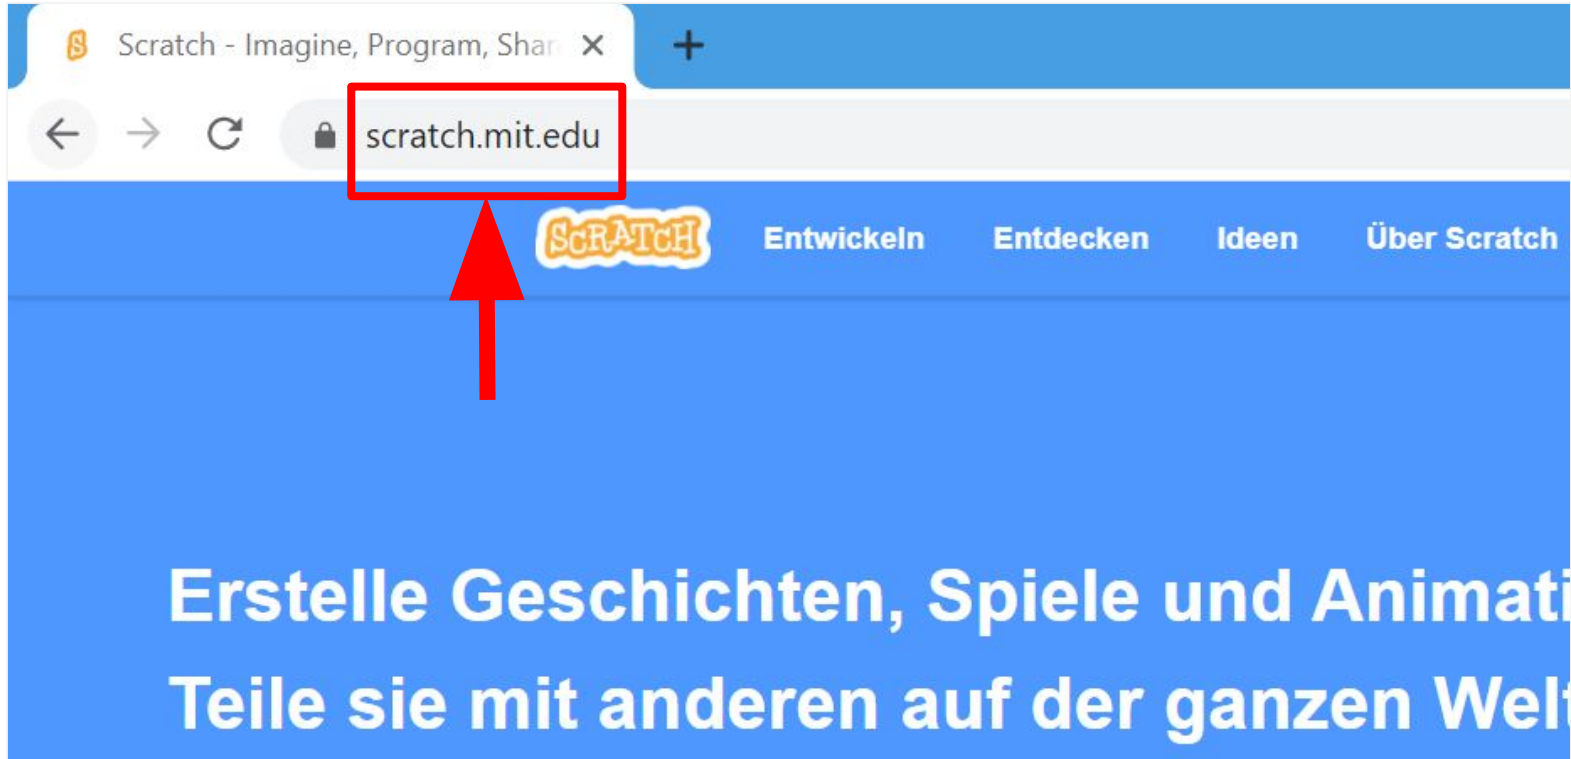 Scratch - Imagine, Program, Shar
scratch.mit.edu
SCRATCH Entwickeln Entdecken Ideen Über Scratch
Erstelle Geschichten, Spiele und Animati
Teile sie mit anderen auf der ganzen Welt